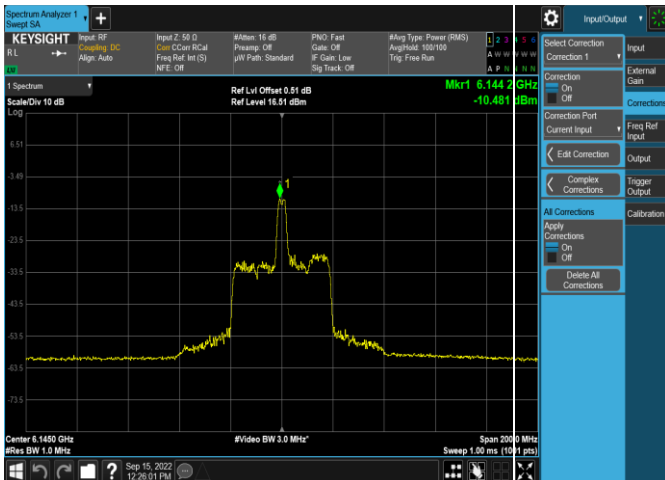 Spectrum Analyzer 1
Swept SA
KEYSIGHT
R L
LV
Input: RF
Coupling: DC
Align: Auto
Input Z: 50 Ω
Corr CCorr RCal
Freq Ref: Int (S)
NFE: Off
#Atten: 16 dB
Preamp: Off
µW Path: Standard
PNO: Fast
Gate: Off
IF Gain: Low
Sig Track: Off
#Avg Type: Power (RMS)
Avg|Hold: 100/100
Trig: Free Run
1 2 3 4 5 6
A W W W W W
A P N N N N
1 Spectrum
Scale/Div 10 dB
Log
Ref Lvl Offset 0.51 dB
Ref Level 16.51 dBm
Mkr1 6.144 2 GHz
-10.481 dBm
6.51
-3.49
-13.5
-23.5
-33.5
-43.5
-53.5
-63.5
-73.5
1
Center 6.1450 GHz
#Res BW 1.0 MHz
#Video BW 3.0 MHz*
Span 200.0 MHz
Sweep 1.00 ms (1001 pts)
Sep 15, 2022
12:26:01 PM
Input/Output
Select Correction
Correction 1
Correction
On
Off
Correction Port
Current Input
Edit Correction
Complex
Corrections
All Corrections
Apply
Corrections
On
Off
Delete All
Corrections
Input
External
Gain
Corrections
Freq Ref
Input
Output
Trigger
Output
Calibration